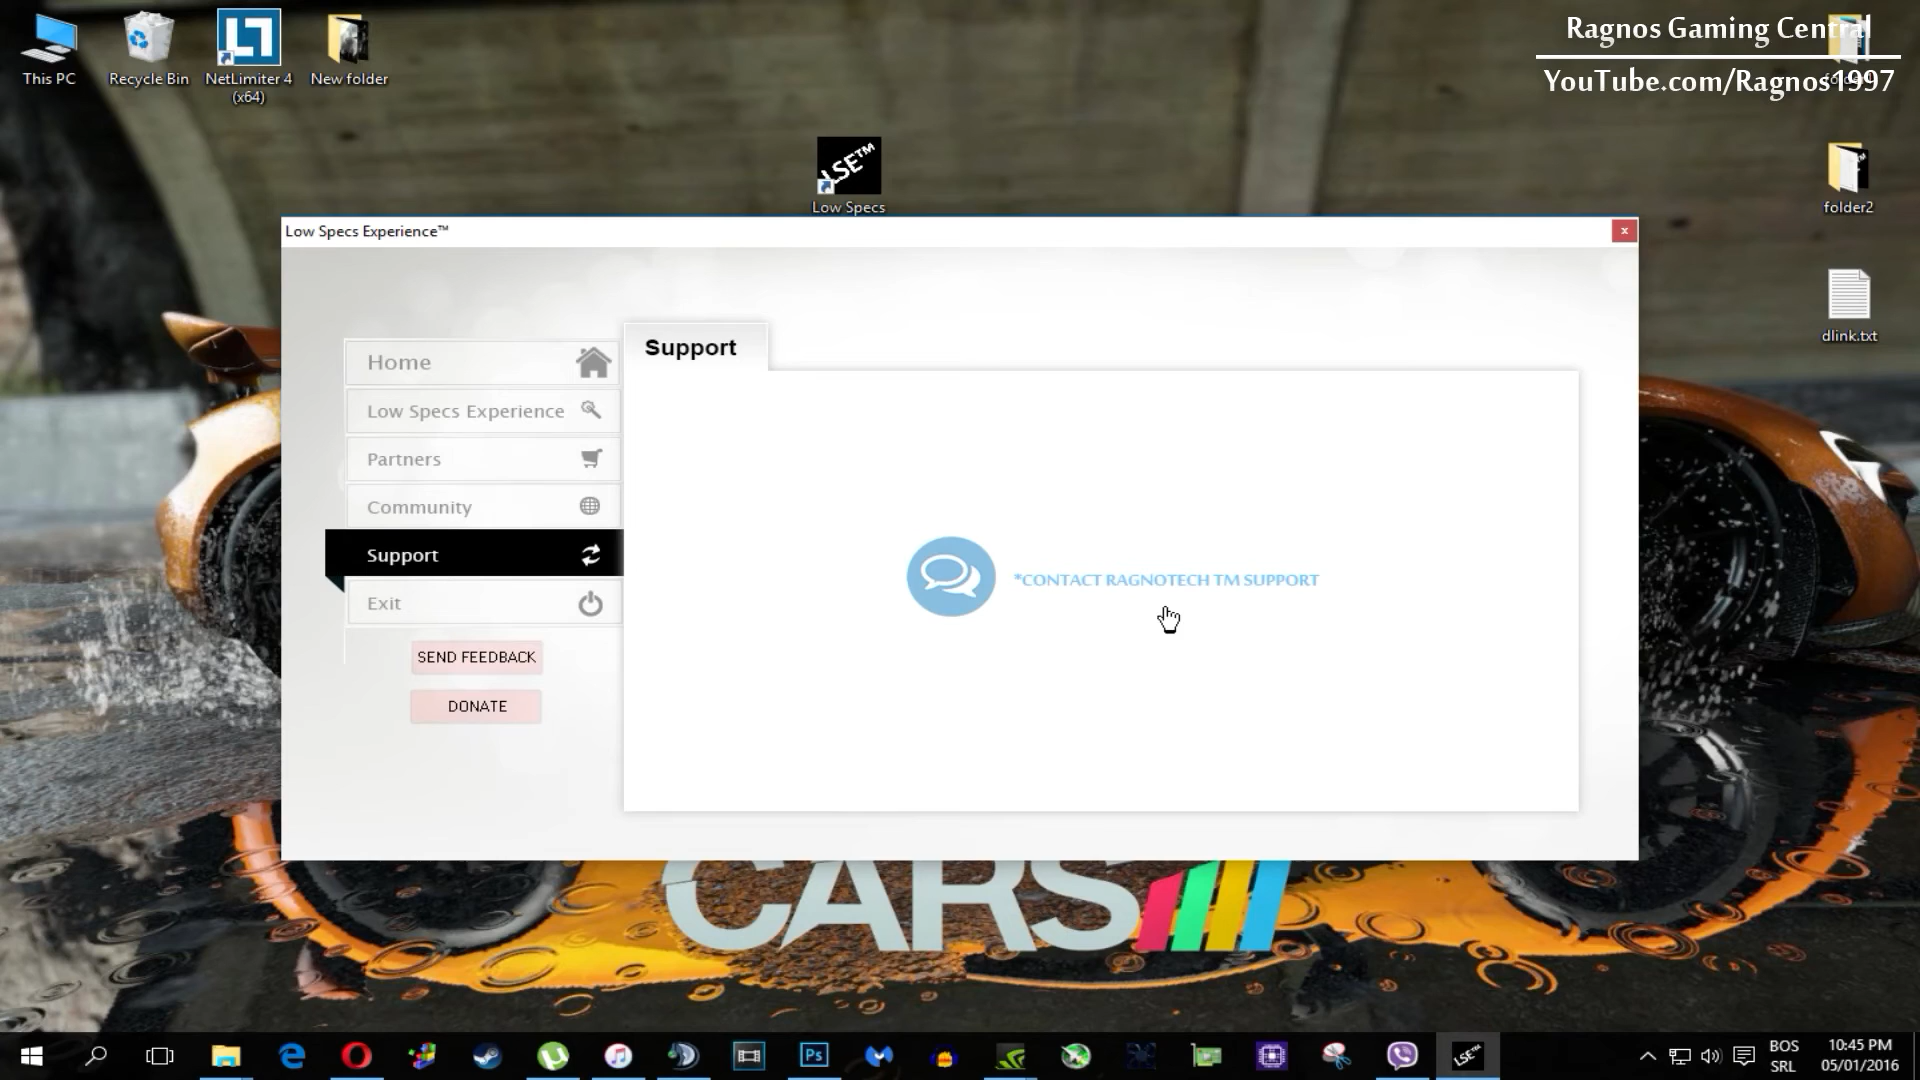 This PC
Recycle Bin
NetLimiter 4
(x64)
New folder
Ragnos Gaming Central
YouTube.com/Ragnos1997
LSE™
Low Specs
folder2
dlink.txt
Low Specs Experience™
x
Home
Low Specs Experience
Partners
Community
Support
Exit
SEND FEEDBACK
DONATE
Support
*CONTACT RAGNOTECH TM SUPPORT
CARS
Ps
LSE™
BOS
SRL
10:45 PM
05/01/2016